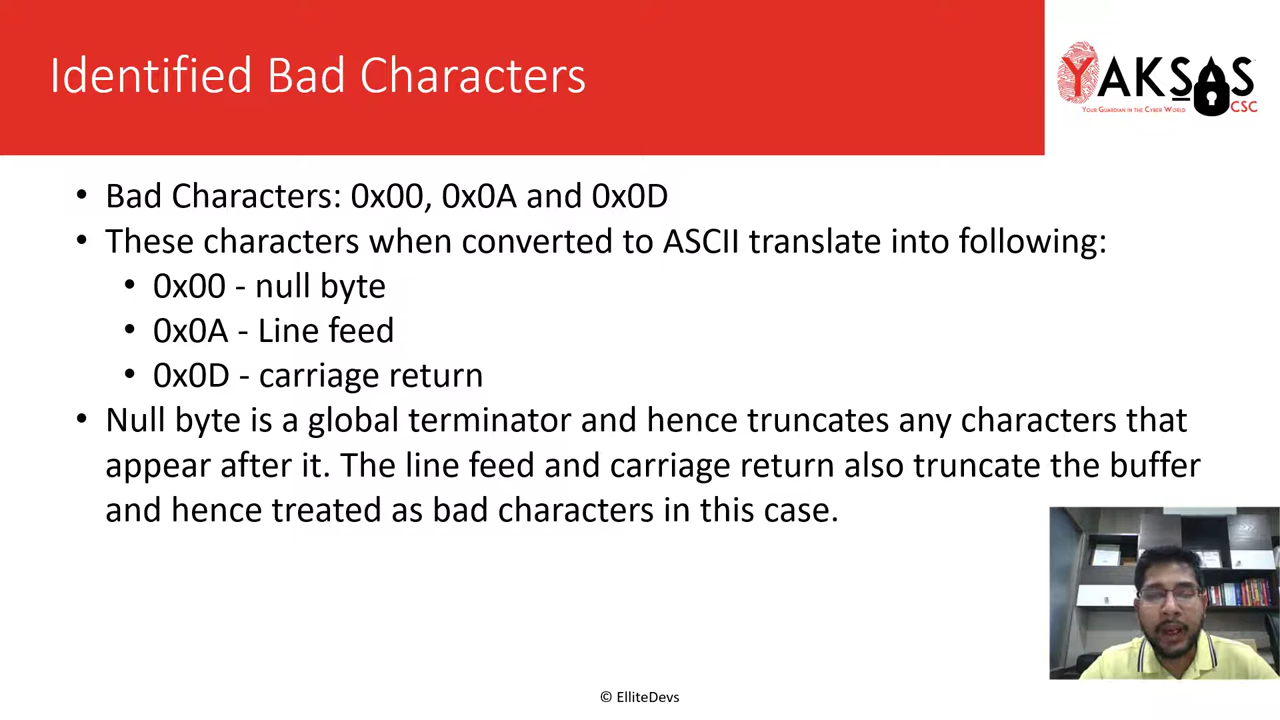 Identified Bad Characters
YAKSAS
YOUR GUARDIAN IN THE CYBER WORLD
CSC
• Bad Characters: 0x00, 0x0A and 0x0D
• These characters when converted to ASCII translate into following:
• 0x00 - null byte
• 0x0A - Line feed
• 0x0D - carriage return
• Null byte is a global terminator and hence truncates any characters that
appear after it. The line feed and carriage return also truncate the buffer
and hence treated as bad characters in this case.
© ElliteDevs